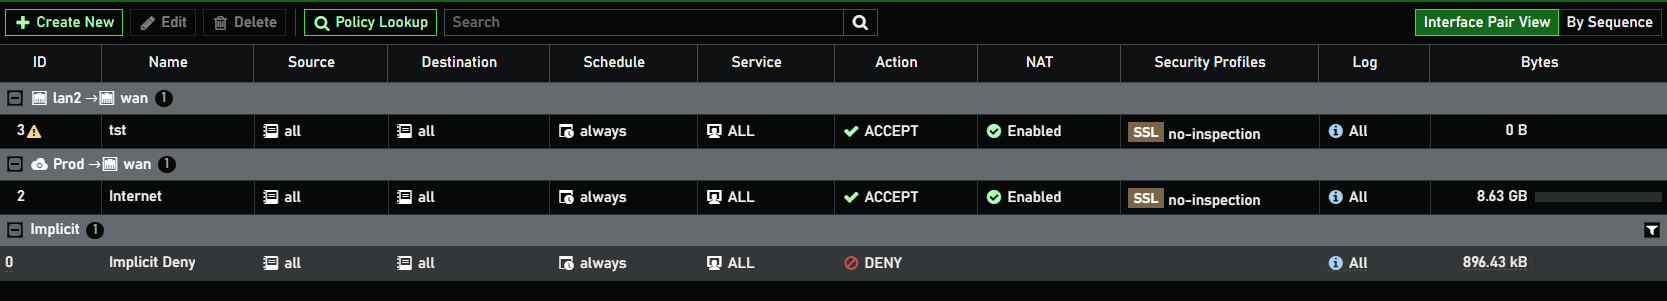 Create New Edit Delete Policy Lookup Search Interface Pair View By Sequence
ID Name Source Destination Schedule Service Action NAT Security Profiles Log Bytes
lan2 → wan 1
3 tst all all always ALL ACCEPT Enabled SSL no-inspection All 0 B
Prod → wan 1
2 Internet all all always ALL ACCEPT Enabled SSL no-inspection All 8.63 GB
Implicit 1
0 Implicit Deny all all always ALL DENY All 896.43 kB